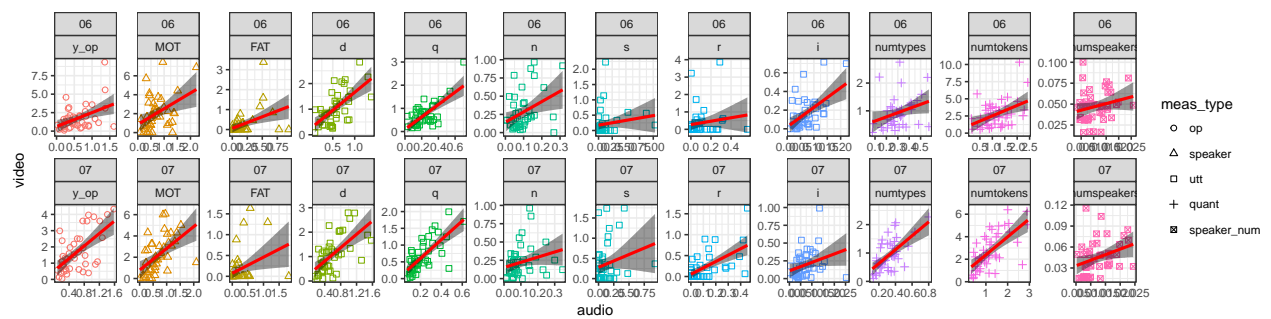 06 06 06 06 06 06 06 06 06 06 06 06
y_op MOT FAT d q n s r i numtypes numtokens numspeakers
7.5 6 3 3 3 1.00 2.0 4 0.6 2.0 10.0 0.100
5.0 4 2 2 2 0.75 1.5 3 0.4 1.5 7.5 0.075
2.5 2 1 1 1 0.50 1.0 2 0.2 1.0 5.0 0.050
0.0 0 0 0 0 0.25 0.5 1 0.0 0.5 2.5 0.025
0.00 0.0 0 0.0 0.0
0.5 1.0
07 07 07 07 07 07 07 07 07 07 07 07
y_op MOT FAT d q n s r i numtypes numtokens numspeakers
4 6 1.5 3 2.0 1.00 1.5 1.5 1.00 3 6 0.12
3 4 1.0 2 1.5 0.75 1.0 1.0 0.75 2 4 0.09
2 2 0.5 1 1.0 0.50 0.5 0.5 0.50 1 2 0.06
1 0 0.0 0 0.5 0.25 0.0 0.0 0.25 0 0 0.03
0 0.0 0.00 0.00
0.2 0.4 0.6 1 2 3
video
audio
meas_type
op
speaker
utt
quant
speaker_num